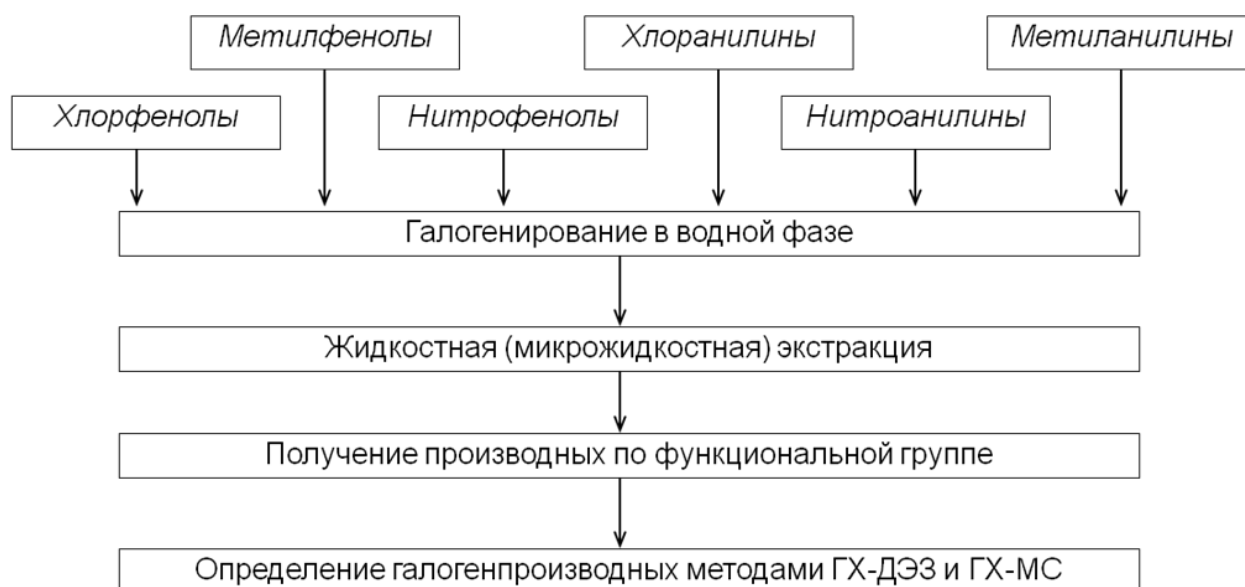 Метилфенолы
Хлоранилины
Метиланилины
Хлорфенолы
Нитрофенолы
Нитроанилины
Галогенирование в водной фазе
Жидкостная (микрожидкостная) экстракция
Получение производных по функциональной группе
Определение галогенпроизводных методами ГХ-ДЭЗ и ГХ-МС